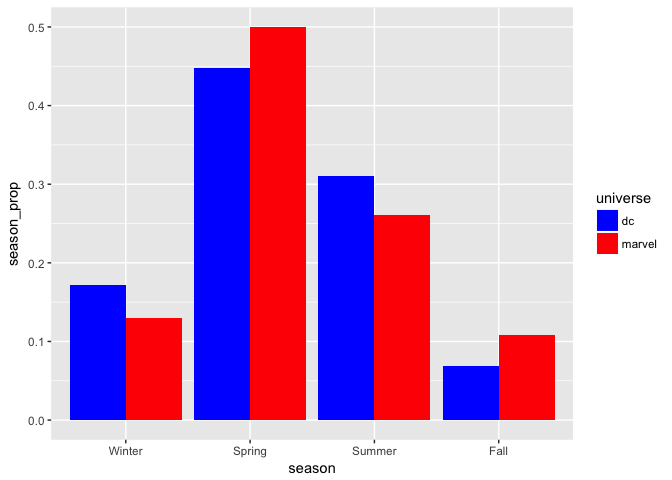 season_prop
0.5
0.4
0.3
0.2
0.1
0.0
Winter Spring Summer Fall
season
universe
dc
marvel